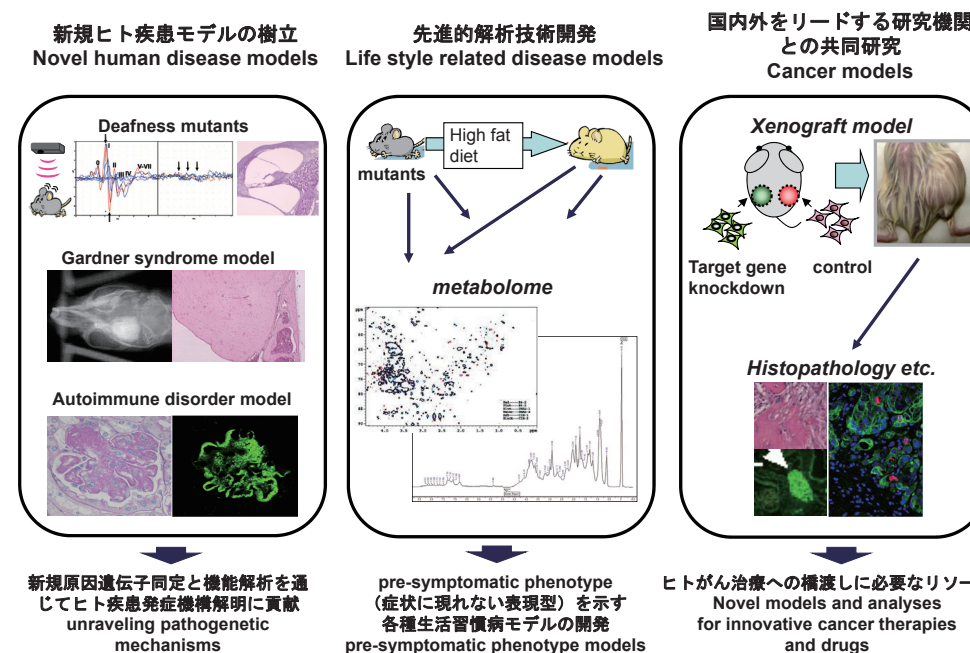 新規ヒト疾患モデルの樹立
Novel human disease models
Deafness mutants
I
II
III
IV
V-VII
Gardner syndrome model
Autoimmune disorder model
新規原因遺伝子同定と機能解析を通
じてヒト疾患発症機構解明に貢献
unraveling pathogenetic
mechanisms
先進的解析技術開発
Life style related disease models
High fat
diet
mutants
metabolome
pre-symptomatic phenotype
（症状に現れない表現型）を示す
各種生活習慣病モデルの開発
pre-symptomatic phenotype models
国内外をリードする研究機関
との共同研究
Cancer models
Xenograft model
Target gene
knockdown
control
Histopathology etc.
ヒトがん治療への橋渡しに必要なリソー
Novel models and analyses
for innovative cancer therapies
and drugs